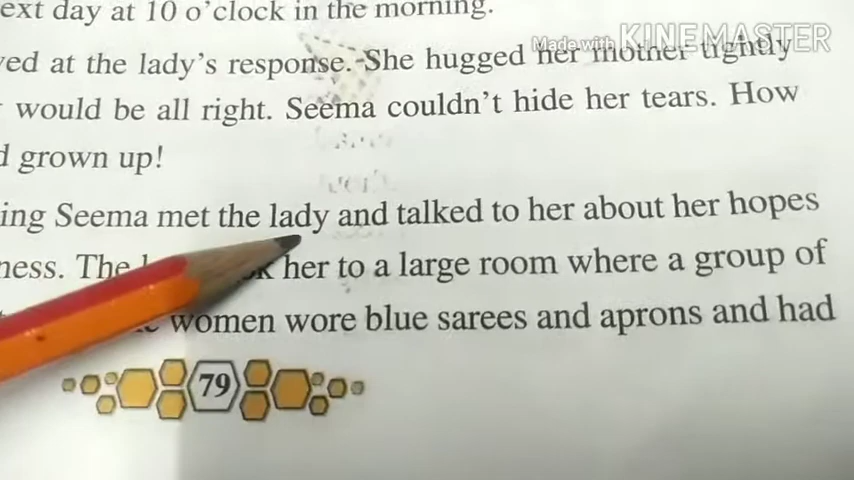 ext day at 10 o'clock in the morning.
Made with KINEMASTER
ved at the lady's response. She hugged her mother tightly
would be all right. Seema couldn't hide her tears. How
d grown up!
ing Seema met the lady and talked to her about her hopes
ness. The her to a large room where a group of
women wore blue sarees and aprons and had
79